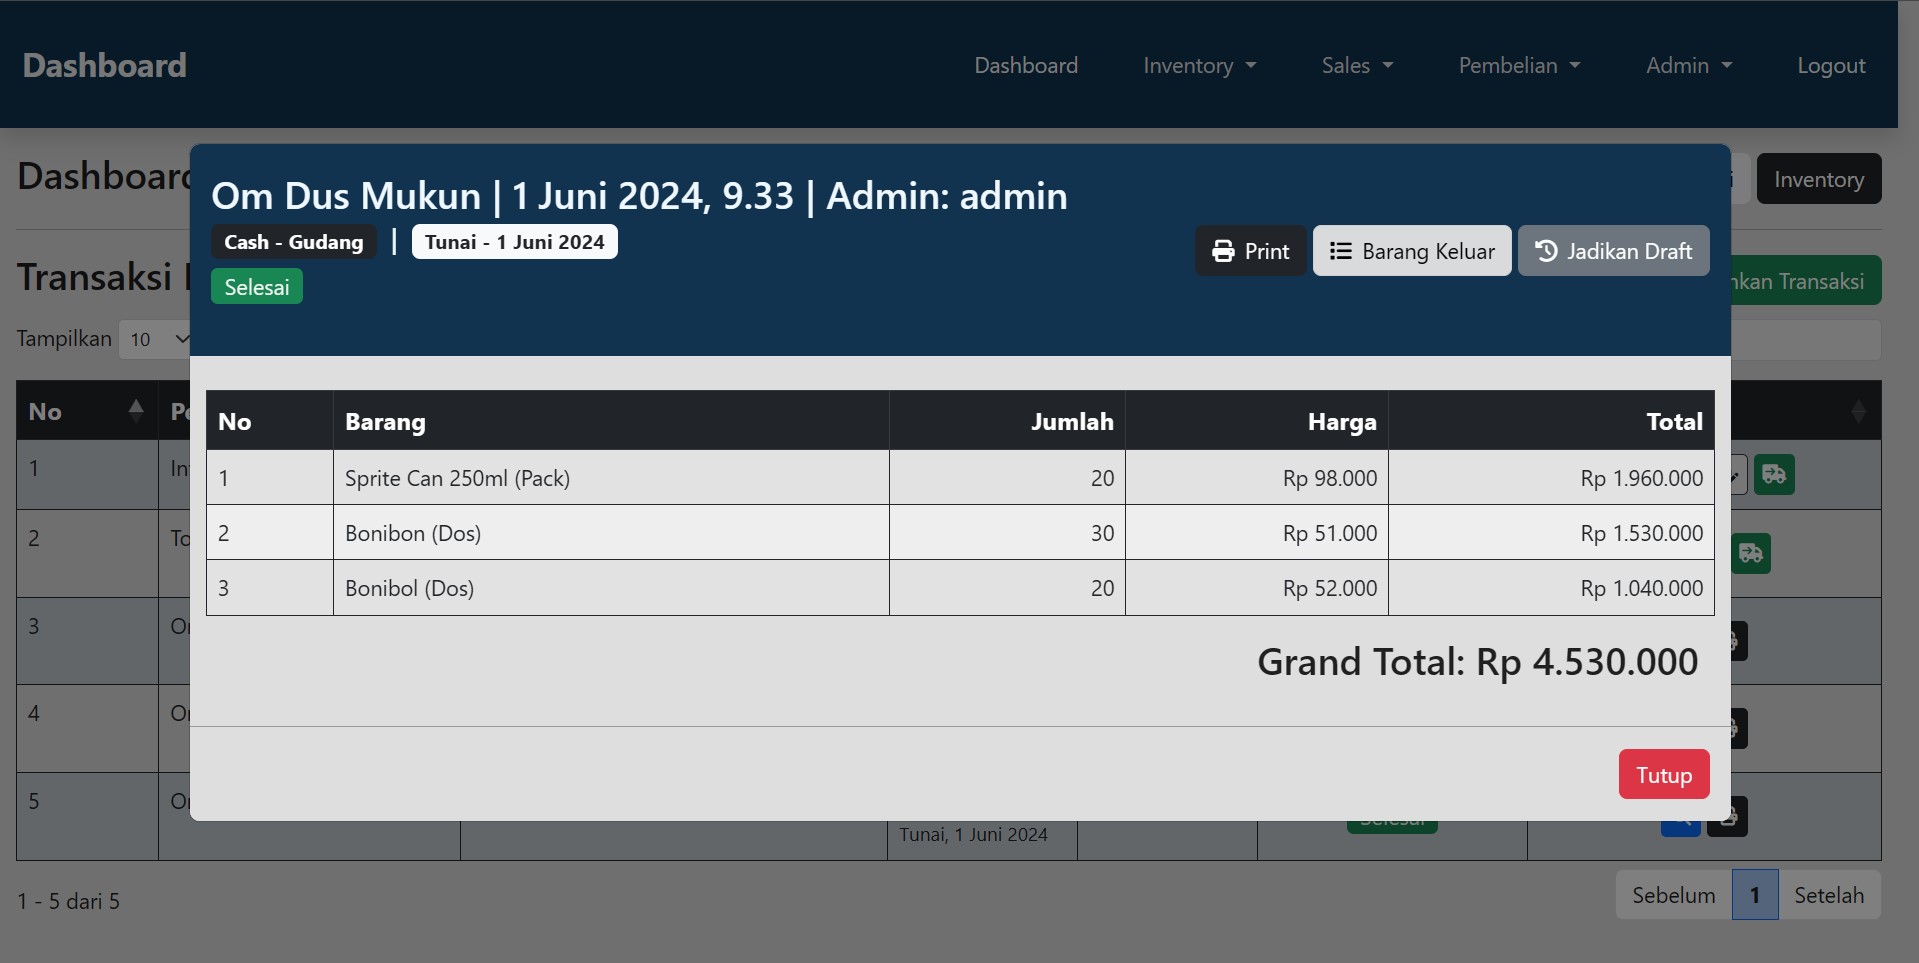 Dashboard
Dashboard Inventory Sales Pembelian Admin Logout
Dashboard
Inventory
Om Dus Mukun | 1 Juni 2024, 9.33 | Admin: admin
Cash - Gudang | Tunai - 1 Juni 2024
Selesai
Print Barang Keluar Jadikan Draft
Transaksi
Transaksi
Tampilkan 10
No
No Barang Jumlah Harga Total
1 Sprite Can 250ml (Pack) 20 Rp 98.000 Rp 1.960.000
2 Bonibon (Dos) 30 Rp 51.000 Rp 1.530.000
3 Bonibol (Dos) 20 Rp 52.000 Rp 1.040.000
Grand Total: Rp 4.530.000
Tutup
1
2
3
4
5
Selesai
Tunai, 1 Juni 2024
1 - 5 dari 5
Sebelum 1 Setelah